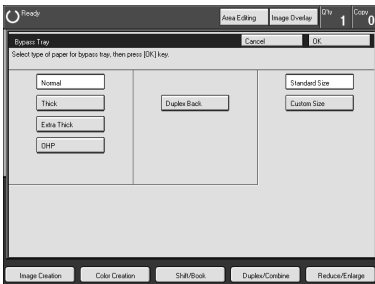 Ready Area Editing Image Overlay Q'ty 1 Copy 0
Bypass Tray Cancel OK
Select type of paper for bypass tray, then press [OK] key.
Normal Standard Size
Thick Duplex Back Custom Size
Extra Thick
OHP
Image Creation Color Creation Shift/Book Duplex/Combine Reduce/Enlarge